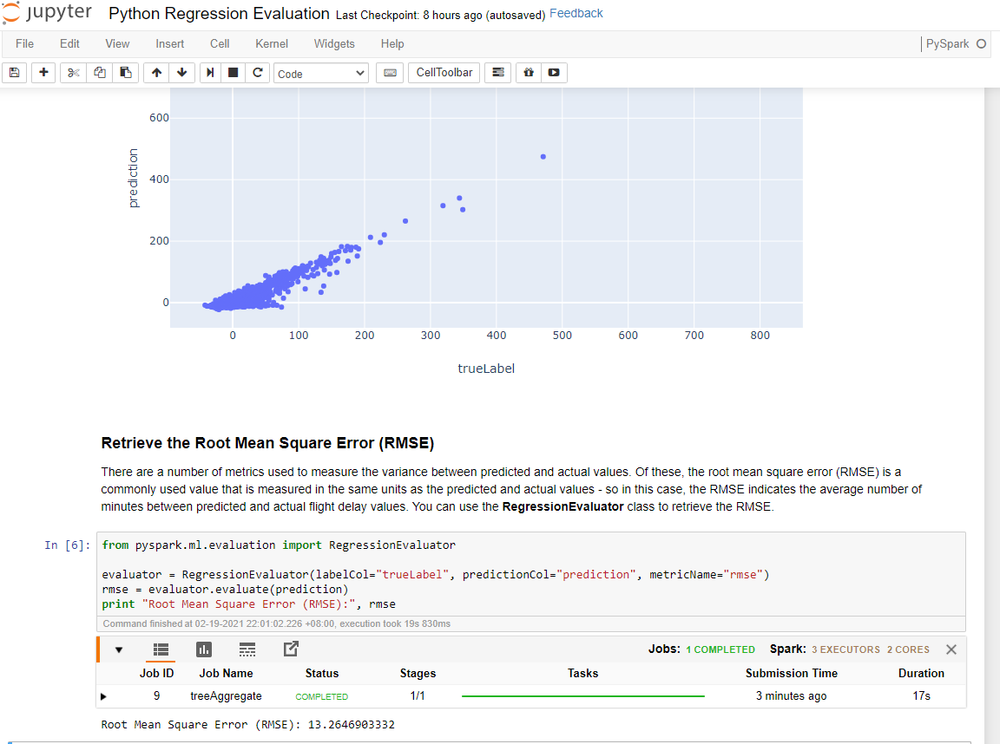 jupyter Python Regression Evaluation Last Checkpoint: 8 hours ago (autosaved) Feedback
File Edit View Insert Cell Kernel Widgets Help PySpark
Code CellToolbar
600
400
200
0
prediction
0 100 200 300 400 500 600 700 800
trueLabel
Retrieve the Root Mean Square Error (RMSE)
There are a number of metrics used to measure the variance between predicted and actual values. Of these, the root mean square error (RMSE) is a
commonly used value that is measured in the same units as the predicted and actual values - so in this case, the RMSE indicates the average number of
minutes between predicted and actual flight delay values. You can use the RegressionEvaluator class to retrieve the RMSE.
In [6]: from pyspark.ml.evaluation import RegressionEvaluator
evaluator = RegressionEvaluator(labelCol="trueLabel", predictionCol="prediction", metricName="rmse")
rmse = evaluator.evaluate(prediction)
print "Root Mean Square Error (RMSE):", rmse
Command finished at 02-19-2021 22:01:02.226 +08:00, execution took 19s 830ms
Jobs: 1 COMPLETED Spark: 3 EXECUTORS 2 CORES
Job ID Job Name Status Stages Tasks Submission Time Duration
9 treeAggregate COMPLETED 1/1 3 minutes ago 17s
Root Mean Square Error (RMSE): 13.2646903332